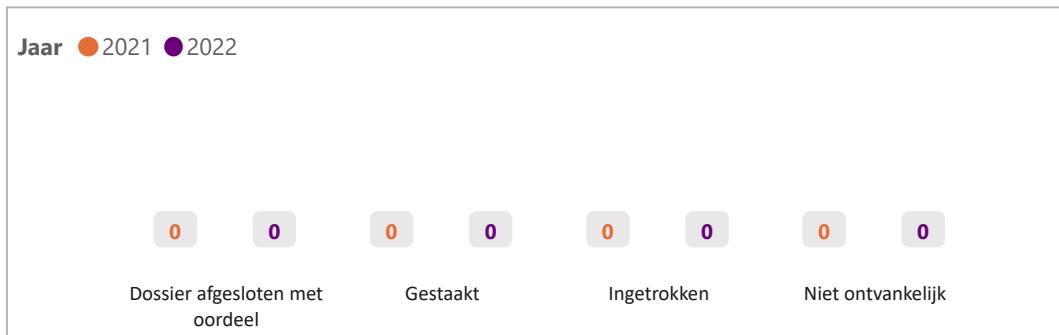 Jaar 2021 2022
0 0 0 0 0 0 0 0
Dossier afgesloten met Gestaakt Ingetrokken Niet ontvankelijk
oordeel